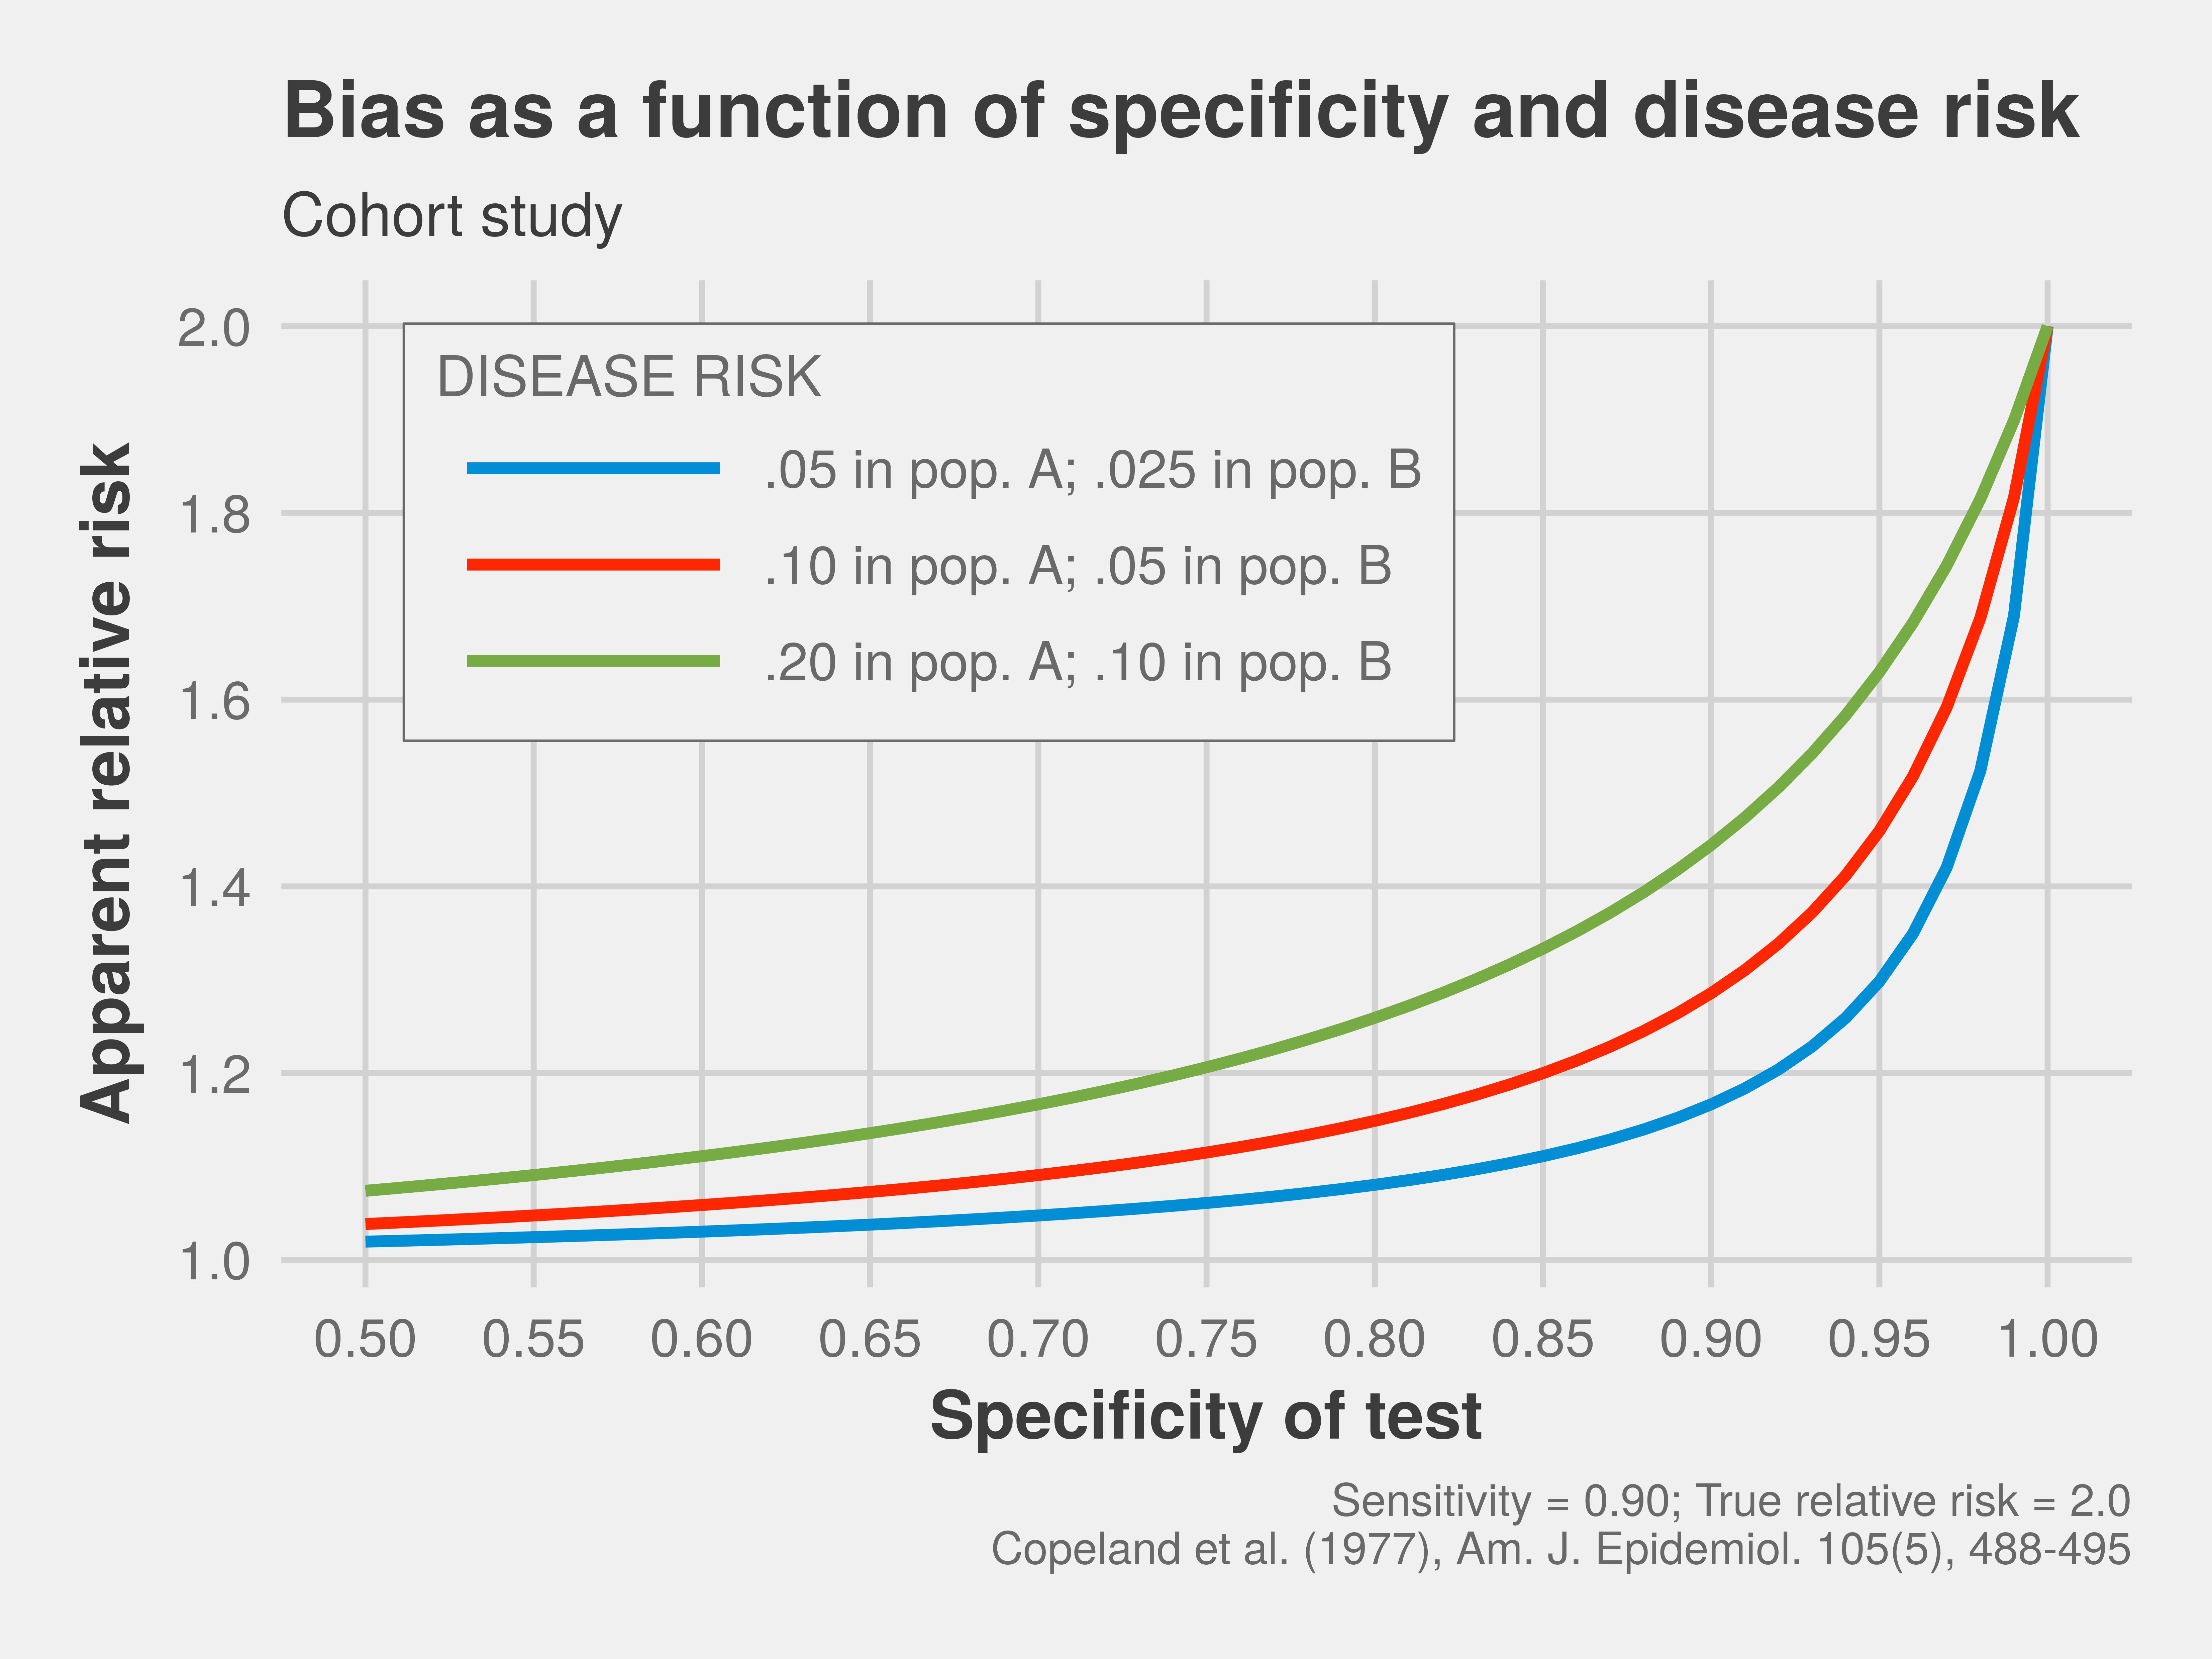 Bias as a function of specificity and disease risk
Cohort study
Apparent relative risk
2.0
1.8
1.6
1.4
1.2
1.0
DISEASE RISK
.05 in pop. A; .025 in pop. B
.10 in pop. A; .05 in pop. B
.20 in pop. A; .10 in pop. B
0.50 0.55 0.60 0.65 0.70 0.75 0.80 0.85 0.90 0.95 1.00
Specificity of test
Sensitivity = 0.90; True relative risk = 2.0
Copeland et al. (1977), Am. J. Epidemiol. 105(5), 488-495